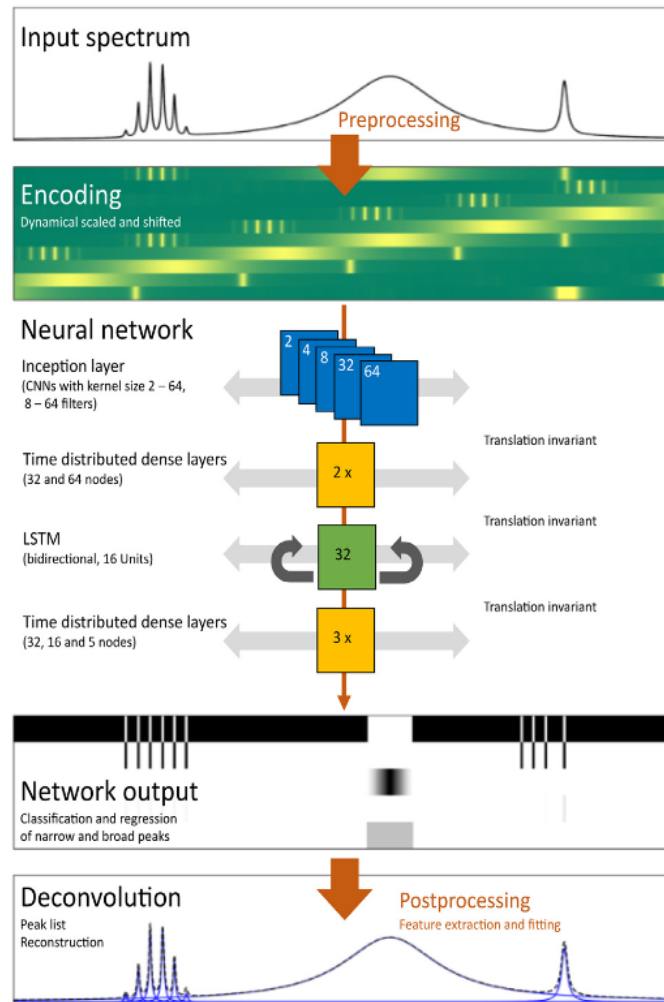 Input spectrum
Preprocessing
Encoding
Dynamical scaled and shifted
Neural network
Inception layer
(CNNs with kernel size 2 – 64,
8 – 64 filters)
2
4
8
32
64
Translation invariant
Time distributed dense layers
(32 and 64 nodes)
2 x
Translation invariant
LSTM
(bidirectional, 16 Units)
32
Translation invariant
Time distributed dense layers
(32, 16 and 5 nodes)
3 x
Network output
Classification and regression
of narrow and broad peaks
Deconvolution
Peak list
Reconstruction
Postprocessing
Feature extraction and fitting